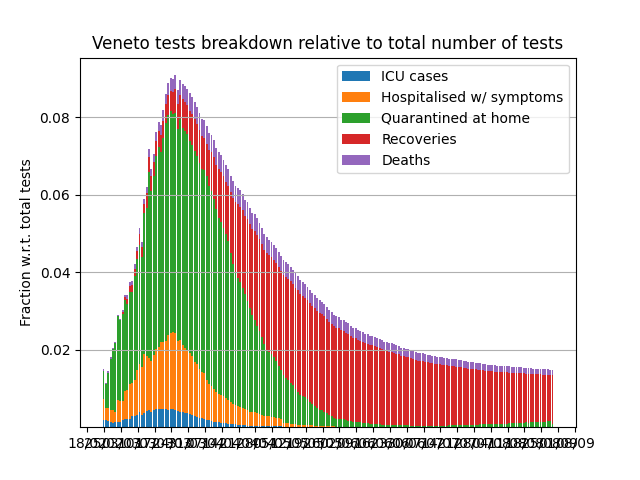 Veneto tests breakdown relative to total number of tests
ICU cases
Hospitalised w/ symptoms
Quarantined at home
Recoveries
Deaths
Fraction w.r.t. total tests
0.08
0.06
0.04
0.02